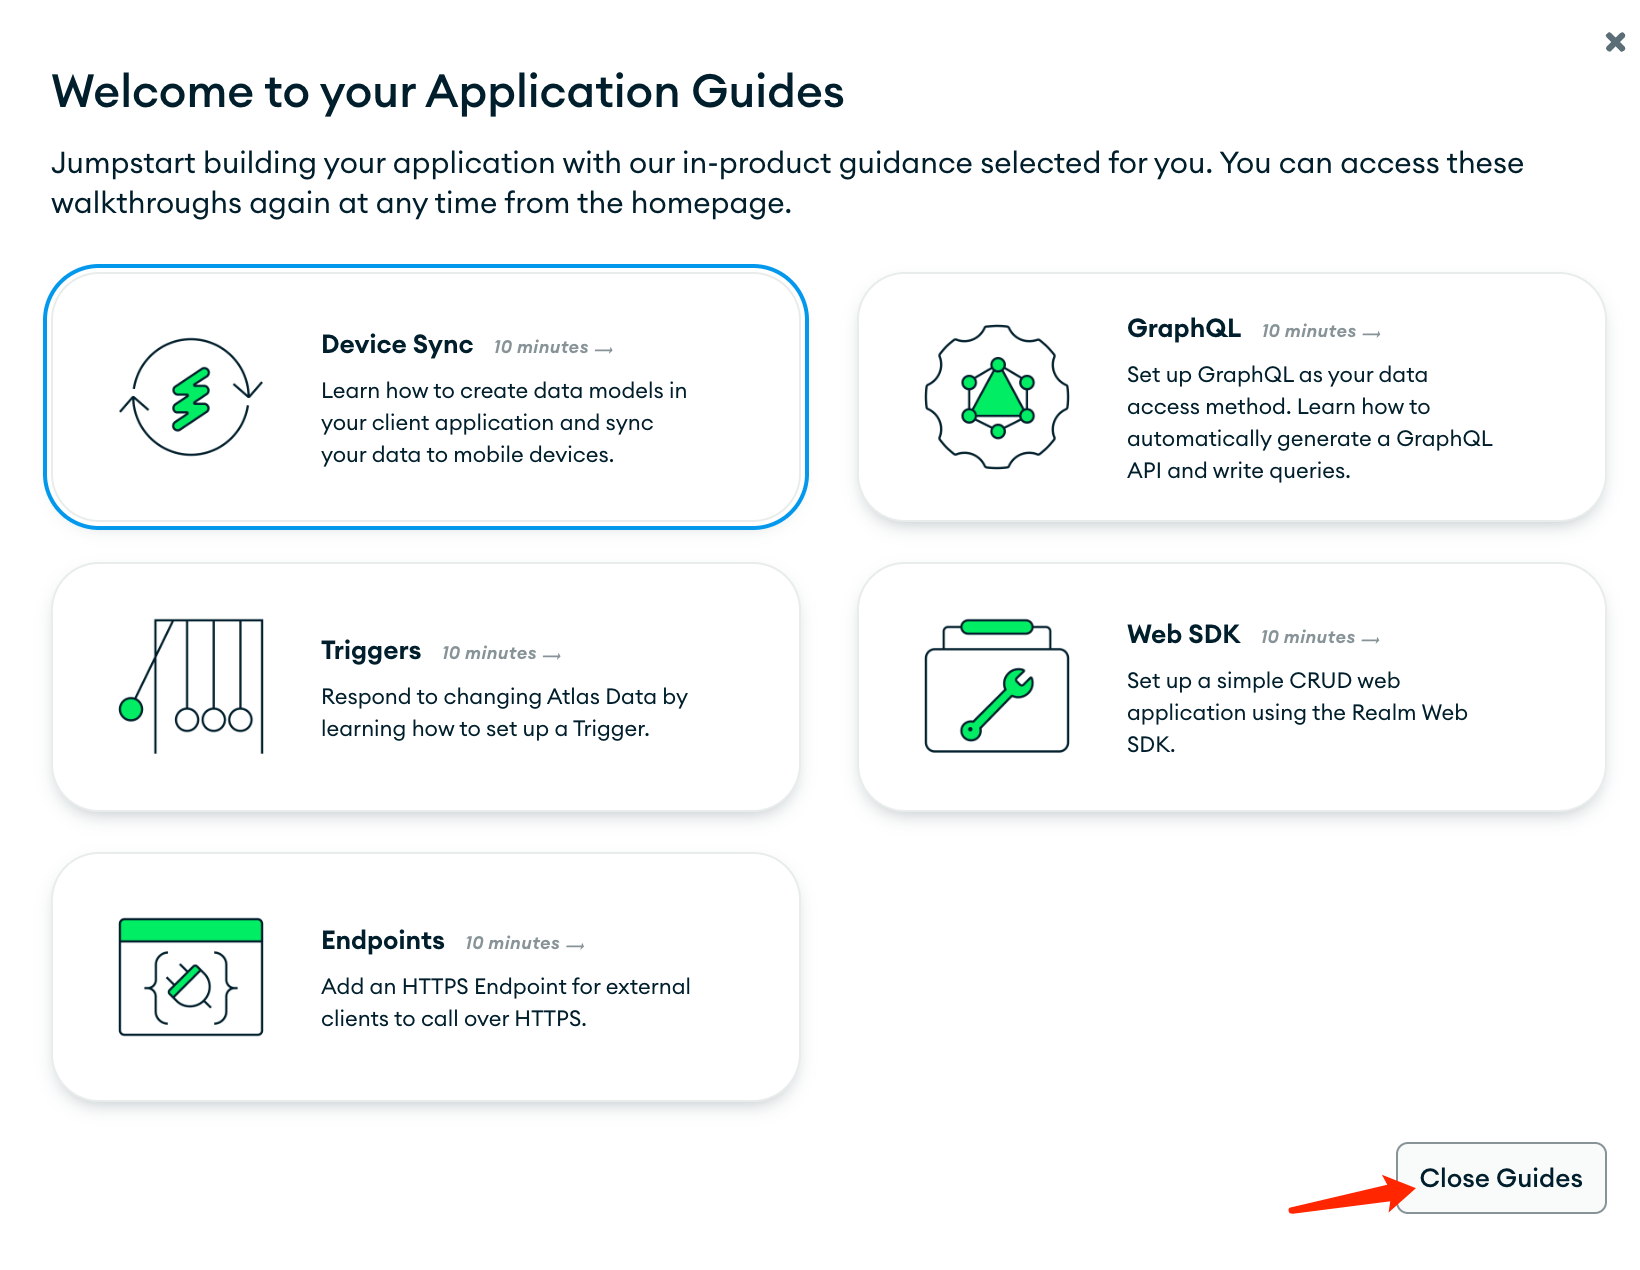 Welcome to your Application Guides
Jumpstart building your application with our in-product guidance selected for you. You can access these
walkthroughs again at any time from the homepage.
Device Sync 10 minutes →
Learn how to create data models in
your client application and sync
your data to mobile devices.
GraphQL 10 minutes →
Set up GraphQL as your data
access method. Learn how to
automatically generate a GraphQL
API and write queries.
Triggers 10 minutes →
Respond to changing Atlas Data by
learning how to set up a Trigger.
Web SDK 10 minutes →
Set up a simple CRUD web
application using the Realm Web
SDK.
Endpoints 10 minutes →
Add an HTTPS Endpoint for external
clients to call over HTTPS.
Close Guides